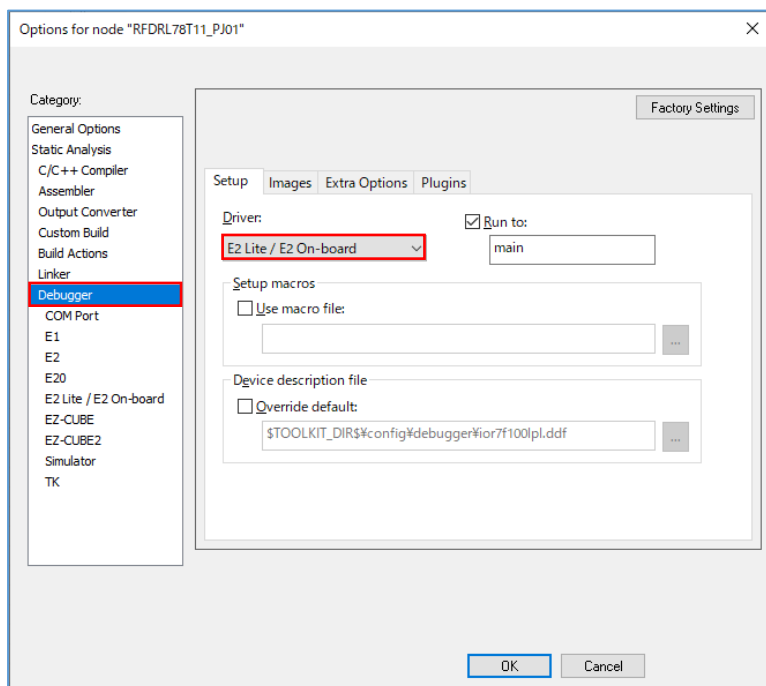 Options for node "RFDRL78T11_PJ01"
Category:
Factory Settings
General Options
Static Analysis
C/C++ Compiler
Assembler
Output Converter
Custom Build
Build Actions
Linker
Debugger
COM Port
E1
E2
E20
E2 Lite / E2 On-board
EZ-CUBE
EZ-CUBE2
Simulator
TK
Setup
Images
Extra Options
Plugins
Driver:
E2 Lite / E2 On-board
Run to:
main
Setup macros
Use macro file:
...
Device description file
Override default:
$TOOLKIT_DIR$¥config¥debugger¥ior7f100lpl.ddf
...
OK
Cancel